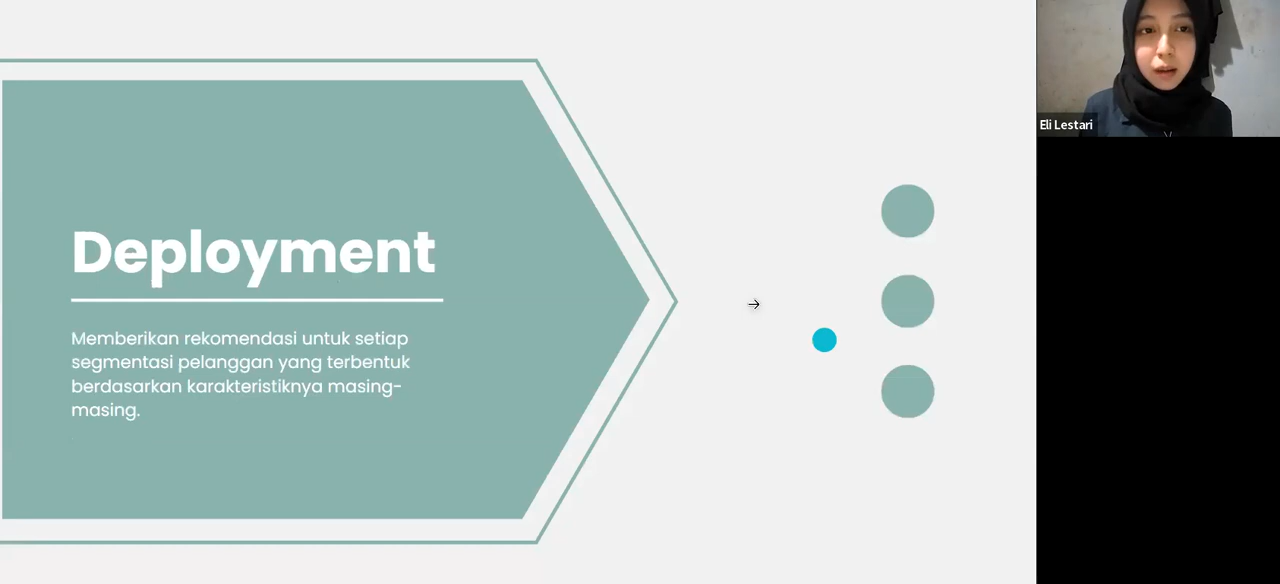 Deployment
Memberikan rekomendasi untuk setiap
segmentasi pelanggan yang terbentuk
berdasarkan karakteristiknya masing-
masing.
Eli Lestari